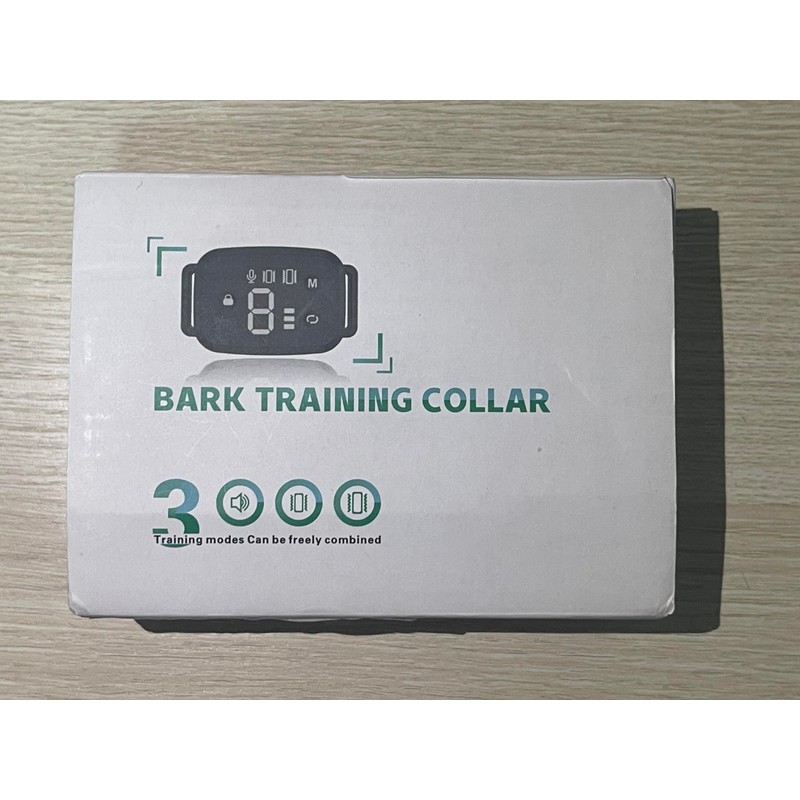 M
8
BARK TRAINING COLLAR
3
Training modes Can be freely combined